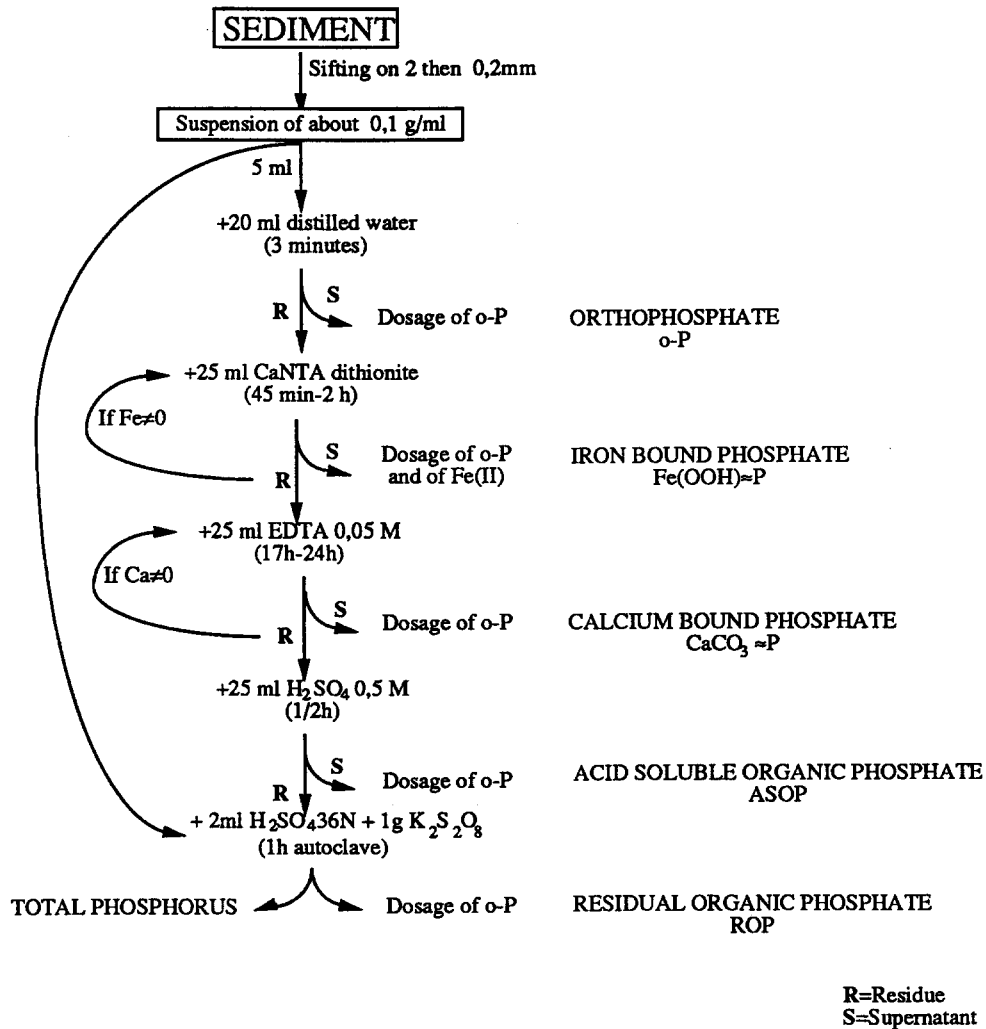 SEDIMENT
Sifting on 2 then 0,2mm
Suspension of about 0,1 g/ml
5 ml
+20 ml distilled water
(3 minutes)
R
S
Dosage of o-P
ORTHOPHOSPHATE
o-P
+25 ml CaNTA dithionite
(45 min-2 h)
If Fe≠0
R
S
Dosage of o-P
and of Fe(II)
IRON BOUND PHOSPHATE
Fe(OOH)≈P
+25 ml EDTA 0,05 M
(17h-24h)
If Ca≠0
R
S
Dosage of o-P
CALCIUM BOUND PHOSPHATE
CaCO₃ ≈P
+25 ml H₂SO₄ 0,5 M
(1/2h)
R
S
Dosage of o-P
ACID SOLUBLE ORGANIC PHOSPHATE
ASOP
+ 2ml H₂SO₄36N + 1g K₂S₂O₈
(1h autoclave)
TOTAL PHOSPHORUS
Dosage of o-P
RESIDUAL ORGANIC PHOSPHATE
ROP
R=Residue
S=Supernatant